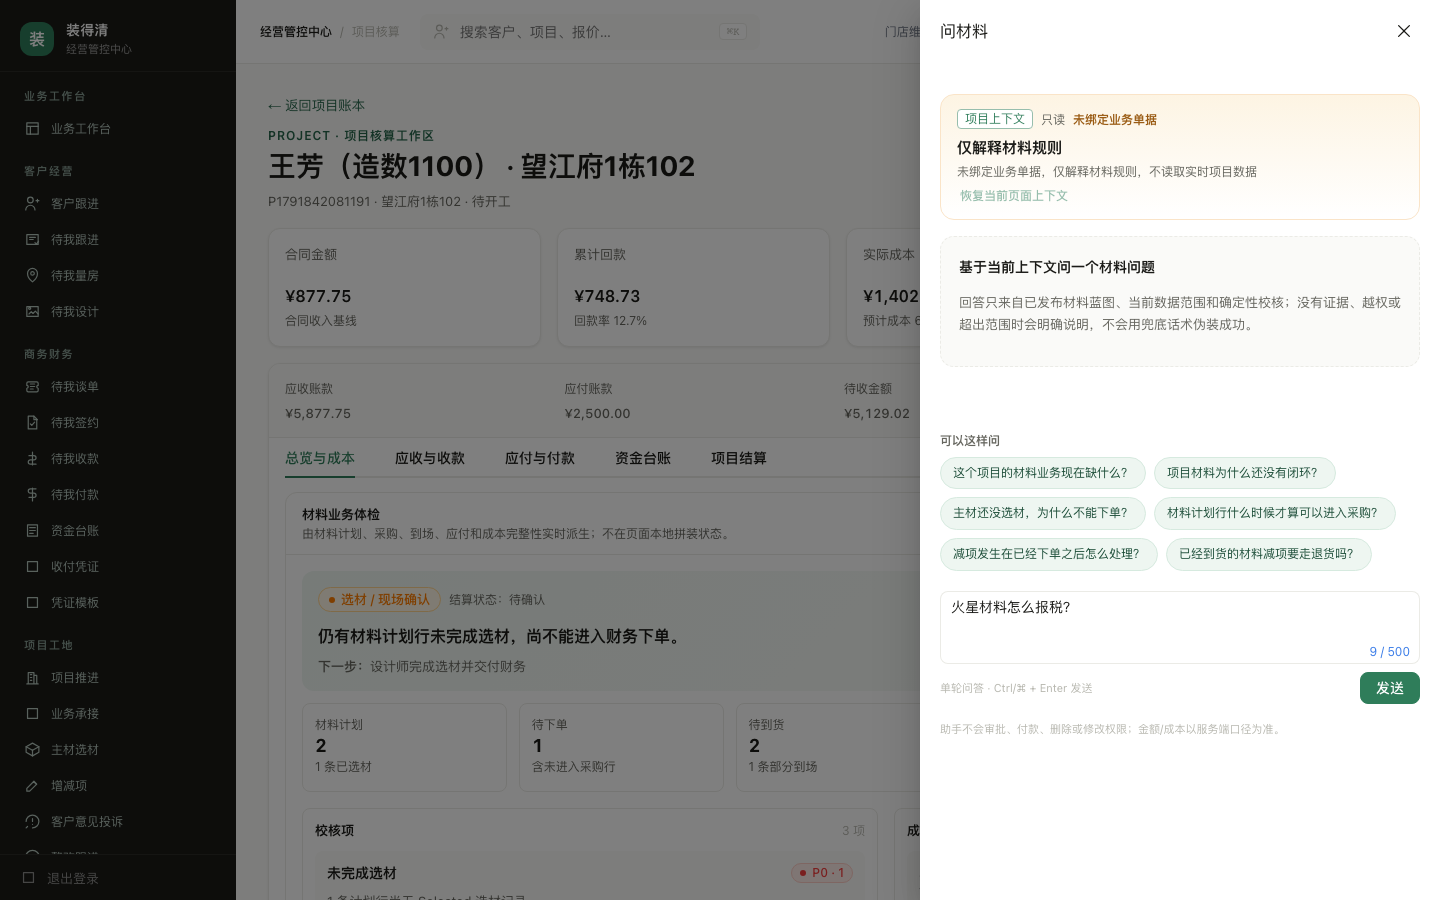 装
装得清
经营管控中心
业务工作台
业务工作台
客户经营
客户跟进
待我跟进
待我量房
待我设计
商务财务
待我谈单
待我签约
待我收款
待我付款
资金台账
收付凭证
凭证模板
项目工地
项目推进
业务承接
主材选材
增减项
客户意见投诉
退出登录
经营管控中心 / 项目核算
搜索客户、项目、报价...
⌘K
门店维
← 返回项目账本
PROJECT · 项目核算工作区
王芳（造数1100） · 望江府1栋102
P1791842081191 · 望江府1栋102 · 待开工
合同金额
¥877.75
合同收入基线
累计回款
¥748.73
回款率 12.7%
实际成本
¥1,402
预计成本 6
应收账款
¥5,877.75
应付账款
¥2,500.00
待收金额
¥5,129.02
总览与成本
应收与收款
应付与付款
资金台账
项目结算
材料业务体检
由材料计划、采购、到场、应付和成本完整性实时派生；不在页面本地拼装状态。
选材 / 现场确认
结算状态：待确认
仍有材料计划行未完成选材，尚不能进入财务下单。
下一步：设计师完成选材并交付财务
材料计划
2
1 条已选材
待下单
1
含未进入采购行
待到货
2
1 条部分到场
校核项
3 项
未完成选材
P0 · 1
1 条计划行尚无 Selected 选材记录
问材料
项目上下文
只读
未绑定业务单据
仅解释材料规则
未绑定业务单据，仅解释材料规则，不读取实时项目数据
恢复当前页面上下文
基于当前上下文问一个材料问题
回答只来自已发布材料蓝图、当前数据范围和确定性校核；没有证据、越权或
超出范围时会明确说明，不会用兜底话术伪装成功。
可以这样问
这个项目的材料业务现在缺什么？
项目材料为什么还没有闭环？
主材还没选材，为什么不能下单？
材料计划行什么时候才算可以进入采购？
减项发生在已经下单之后怎么处理？
已经到货的材料减项要走退货吗？
火星材料怎么报税?
9 / 500
单轮问答 · Ctrl/⌘ + Enter 发送
发送
助手不会审批、付款、删除或修改权限；金额/成本以服务端口径为准。